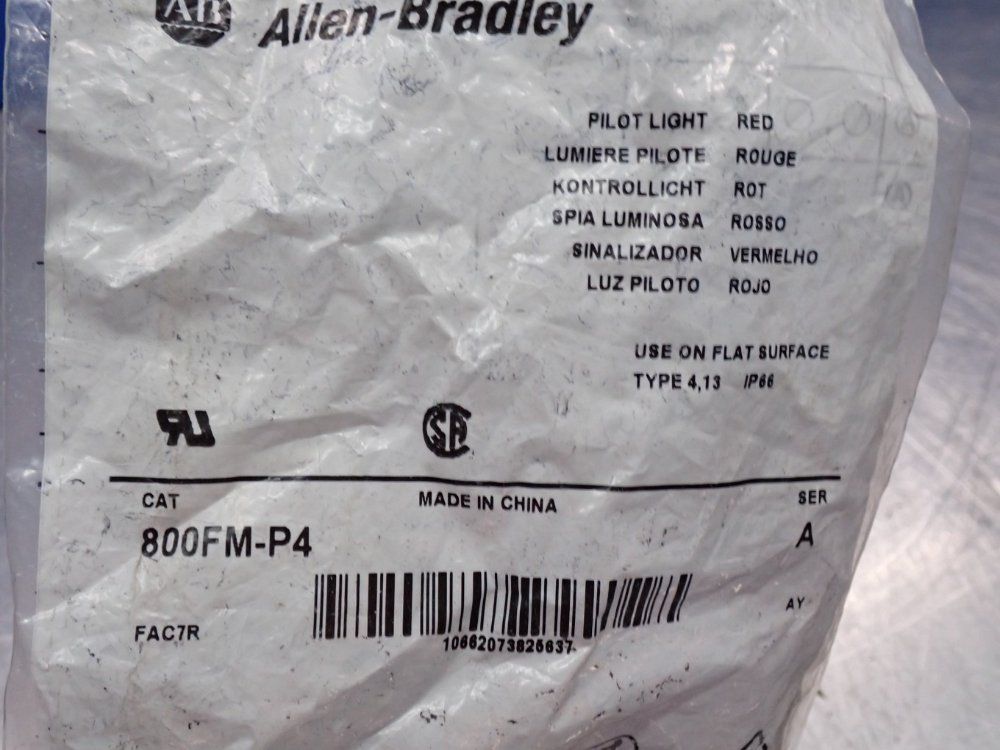 AB Allen-Bradley
PILOT LIGHT RED
LUMIERE PILOTE ROUGE
KONTROLLICHT ROT
SPIA LUMINOSA ROSSO
SINALIZADOR VERMELHO
LUZ PILOTO ROJO
USE ON FLAT SURFACE
TYPE 4,13 IP66
CAT MADE IN CHINA SER
800FM-P4 A
AY
FAC7R
10662073825637